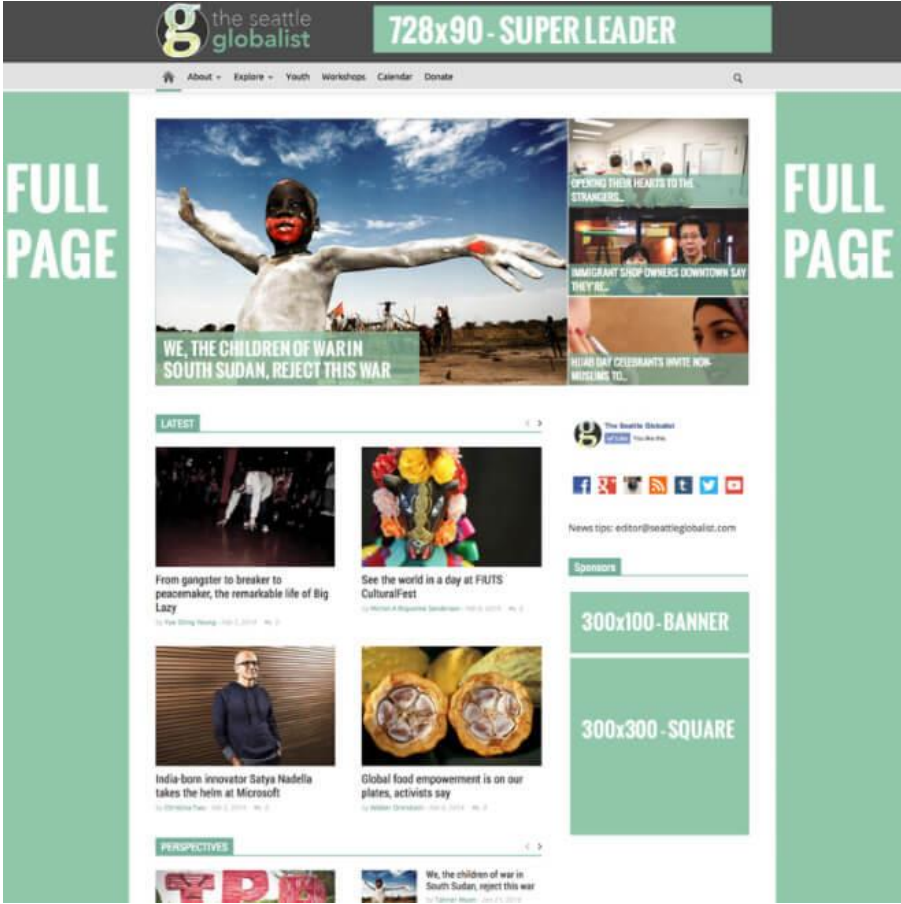 the seattle
globalist
728x90 - SUPER LEADER
About
Explore
Youth
Workshops
Calendar
Donate
FULL
PAGE
FULL
PAGE
OPENING THEIR HEARTS TO THE
STRANGERS...
IMMIGRANT SHOP OWNERS DOWNTOWN SAY
THEY'RE...
HIJAB DAY CELEBRANTS INVITE NON-
MUSLIMS TO...
WE, THE CHILDREN OF WAR IN
SOUTH SUDAN, REJECT THIS WAR
LATEST
From gangster to breaker to
peacemaker, the remarkable life of Big
Lazy
See the world in a day at FIUTS
CulturalFest
India-born innovator Satya Nadella
takes the helm at Microsoft
Global food empowerment is on our
plates, activists say
PERSPECTIVES
We, the children of war in
South Sudan, reject this war
The Seattle Globalist
Like
You like this.
News tips: editor@seattleglobalist.com
Sponsors
300x100 - BANNER
300x300 - SQUARE